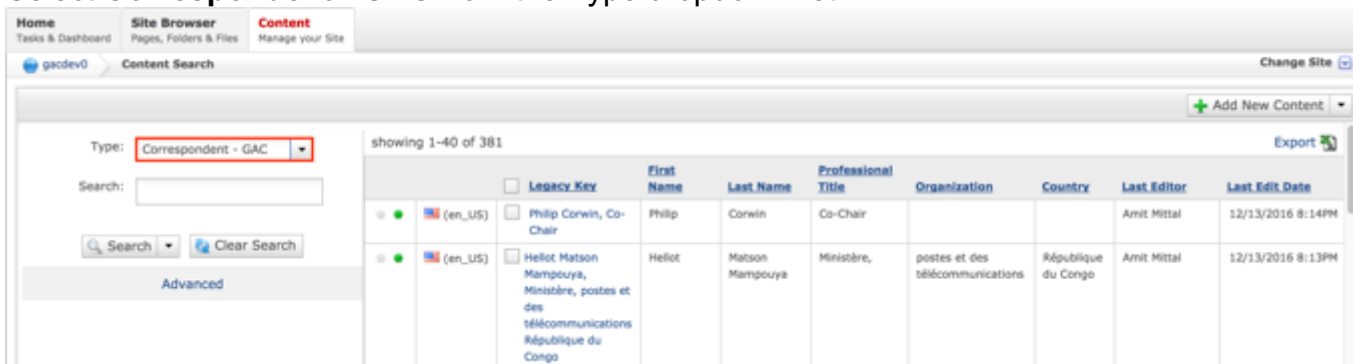 Home Site Browser Content
Tasks & Dashboard Pages, Folders & Files Manage your Site
gacdev0 Content Search Change Site
Add New Content
Type: Correspondent - GAC
showing 1-40 of 381 Export
Search:
Search Clear Search
Advanced
Legacy Key First Name Last Name Professional Title Organization Country Last Editor Last Edit Date
(en_US) Philip Corwin, Co-Chair Philip Corwin Co-Chair Amit Mittal 12/13/2016 8:14PM
(en_US) Hellot Matson Mampouya, Ministère, postes et des télécommunications République du Congo Hellot Matson Mampouya Ministère, postes et des télécommunications République du Congo Amit Mittal 12/13/2016 8:13PM